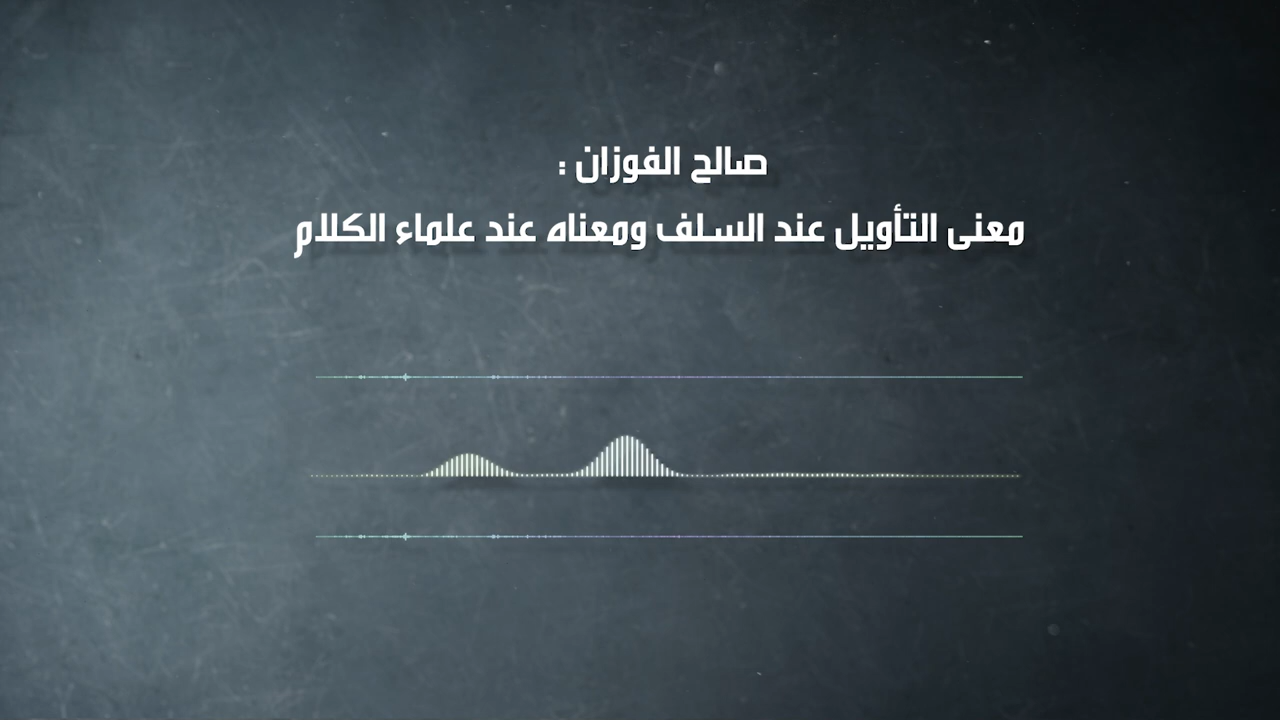 صالح الفوزان :
معنى التأويل عند السلف ومعناه عند علماء الكلام